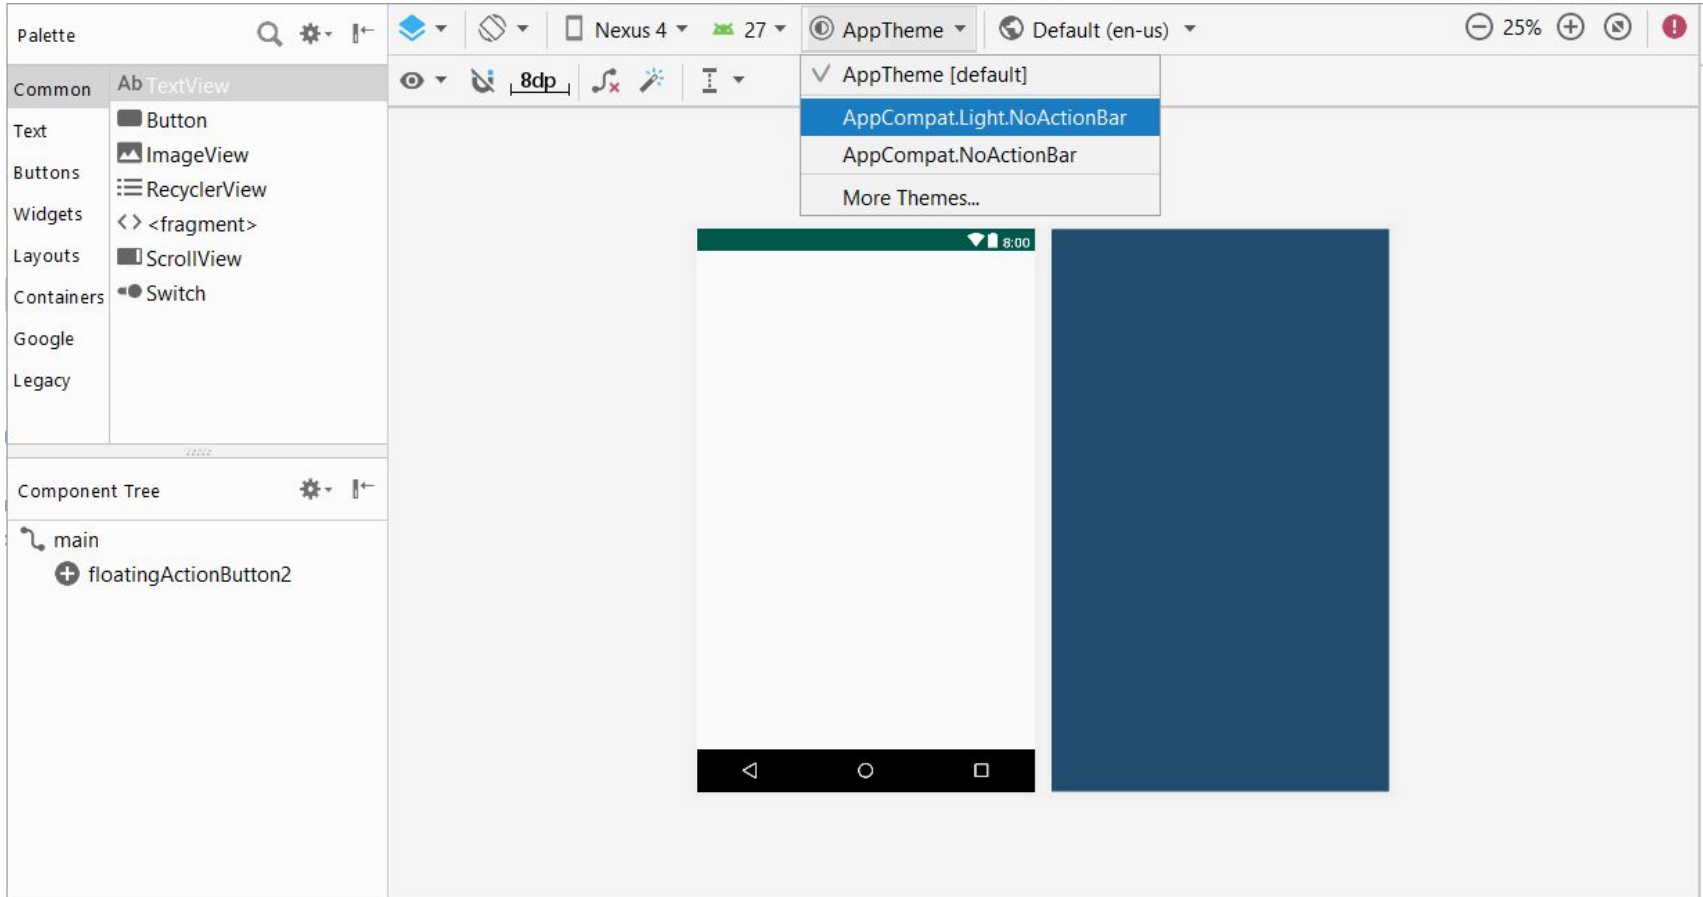 Palette
Nexus 4
27
AppTheme
Default (en-us)
25%
8dp
AppTheme [default]
AppCompat.Light.NoActionBar
AppCompat.NoActionBar
More Themes...
Common
Text
Buttons
Widgets
Layouts
Containers
Google
Legacy
Ab TextView
Button
ImageView
RecyclerView
<fragment>
ScrollView
Switch
8:00
Component Tree
main
floatingActionButton2